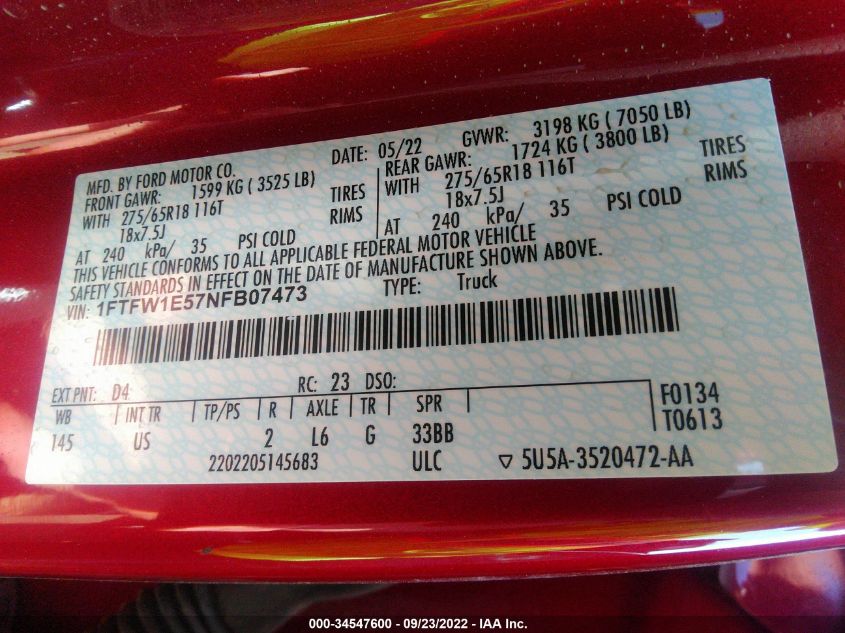 MFD. BY FORD MOTOR CO.
DATE: 05/22
GVWR: 3198 KG ( 7050 LB)
FRONT GAWR: 1599 KG ( 3525 LB)
REAR GAWR: 1724 KG ( 3800 LB)
WITH 275/65R18 116T TIRES
WITH 275/65R18 116T TIRES
18x7.5J RIMS
18x7.5J RIMS
AT 240 kPa/ 35 PSI COLD
AT 240 kPa/ 35 PSI COLD
THIS VEHICLE CONFORMS TO ALL APPLICABLE FEDERAL MOTOR VEHICLE
SAFETY STANDARDS IN EFFECT ON THE DATE OF MANUFACTURE SHOWN ABOVE.
VIN: 1FTFW1E57NFB07473 TYPE: Truck
EXT PNT: D4 RC: 23 DSO:
WB INT TR TP/PS R AXLE TR SPR
145 US 2 L6 G 33BB
F0134
T0613
2202205145683 ULC ▽ 5U5A-3520472-AA
000-34547600 - 09/23/2022 - IAA Inc.